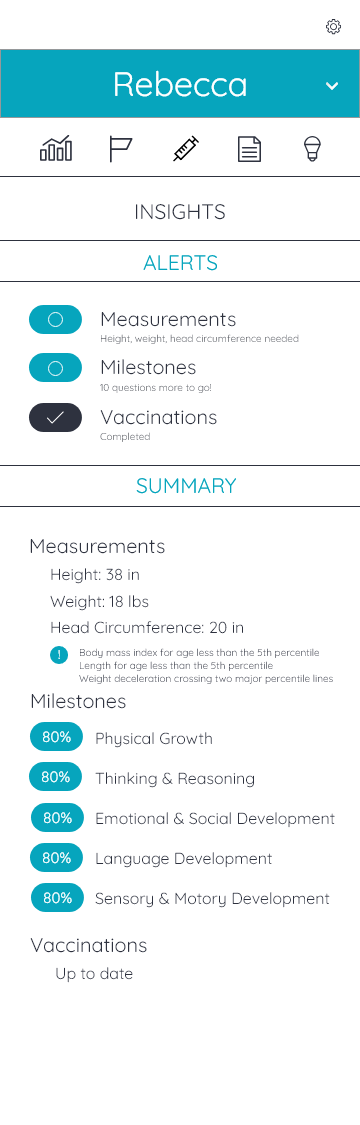 Rebecca
INSIGHTS
ALERTS
Measurements
Height, weight, head circumference needed
Milestones
10 questions more to go!
Vaccinations
Completed
SUMMARY
Measurements
Height: 38 in
Weight: 18 lbs
Head Circumference: 20 in
!
Body mass index for age less than the 5th percentile
Length for age less than the 5th percentile
Weight deceleration crossing two major percentile lines
Milestones
80% Physical Growth
80% Thinking & Reasoning
80% Emotional & Social Development
80% Language Development
80% Sensory & Motory Development
Vaccinations
Up to date